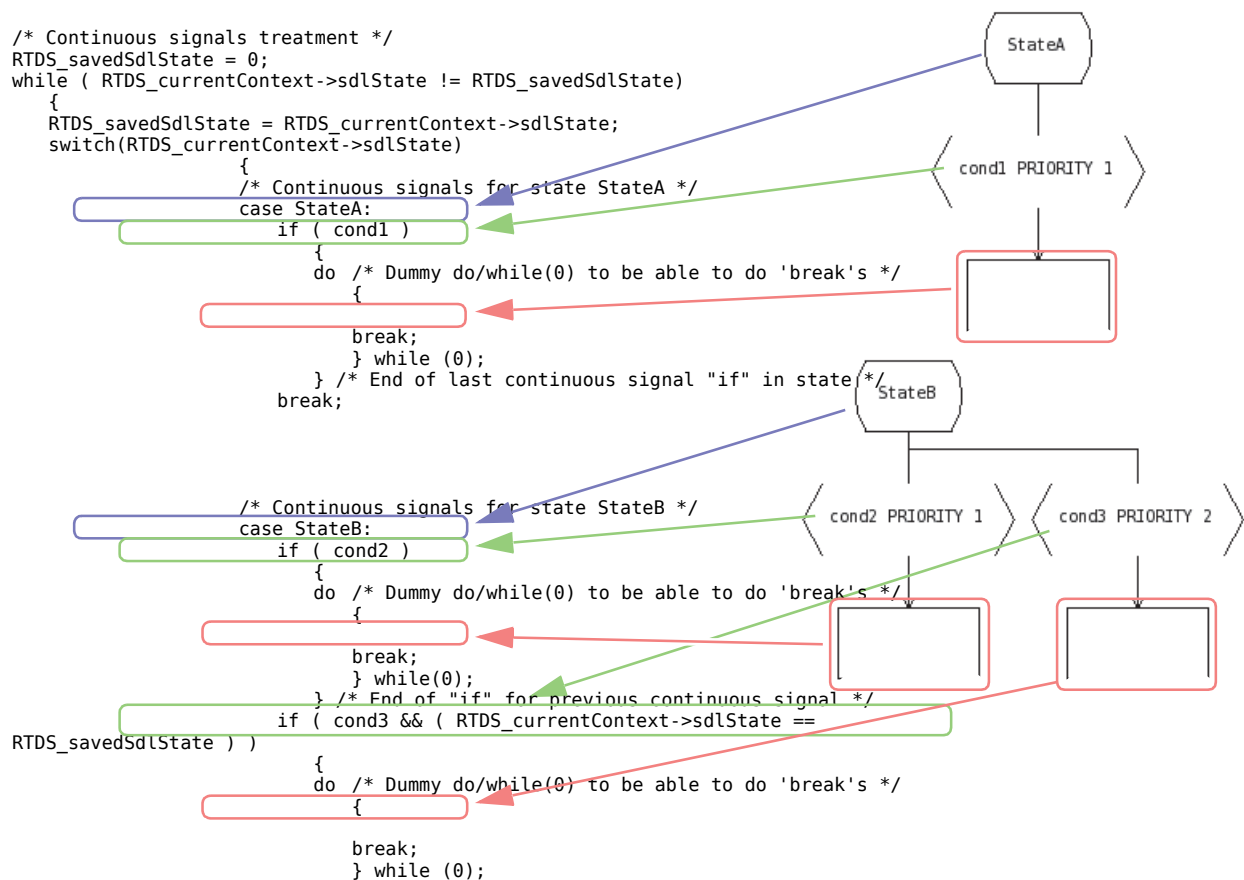 /* Continuous signals treatment */
RTDS_savedSdlState = 0;
while ( RTDS_currentContext->sdlState != RTDS_savedSdlState)
{
RTDS_savedSdlState = RTDS_currentContext->sdlState;
switch(RTDS_currentContext->sdlState)
{
/* Continuous signals for state StateA */
case StateA:
if ( cond1 )
{
do /* Dummy do/while(0) to be able to do 'break's */
{
break;
} while (0);
} /* End of last continuous signal "if" in state */
break;
/* Continuous signals for state StateB */
case StateB:
if ( cond2 )
{
do /* Dummy do/while(0) to be able to do 'break's */
{
break;
} while(0);
} /* End of "if" for previous continuous signal */
if ( cond3 && ( RTDS_currentContext->sdlState ==
RTDS_savedSdlState ) )
{
do /* Dummy do/while(0) to be able to do 'break's */
{
break;
} while (0);
StateA
cond1 PRIORITY 1
StateB
cond2 PRIORITY 1
cond3 PRIORITY 2